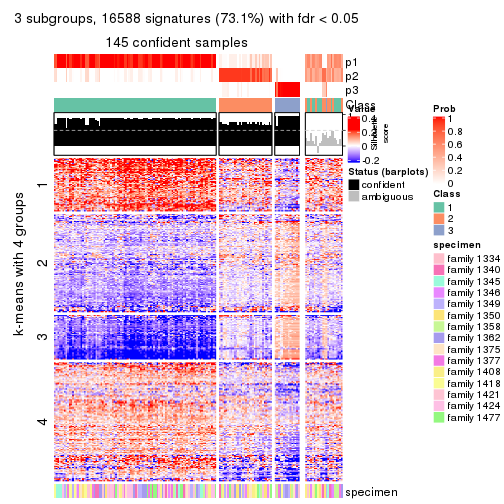 3 subgroups, 16588 signatures (73.1%) with fdr < 0.05
145 confident samples
p1
p2
p3
Class
Silhouette
score
k-means with 4 groups
1
2
3
4
specimen
Value
0.4
0.2
0
-0.2
Status (barplots)
confident
ambiguous
Prob
1
0.8
0.6
0.4
0.2
0
Class
1
2
3
specimen
family 1334
family 1340
family 1345
family 1346
family 1349
family 1350
family 1358
family 1362
family 1375
family 1377
family 1408
family 1418
family 1421
family 1424
family 1477